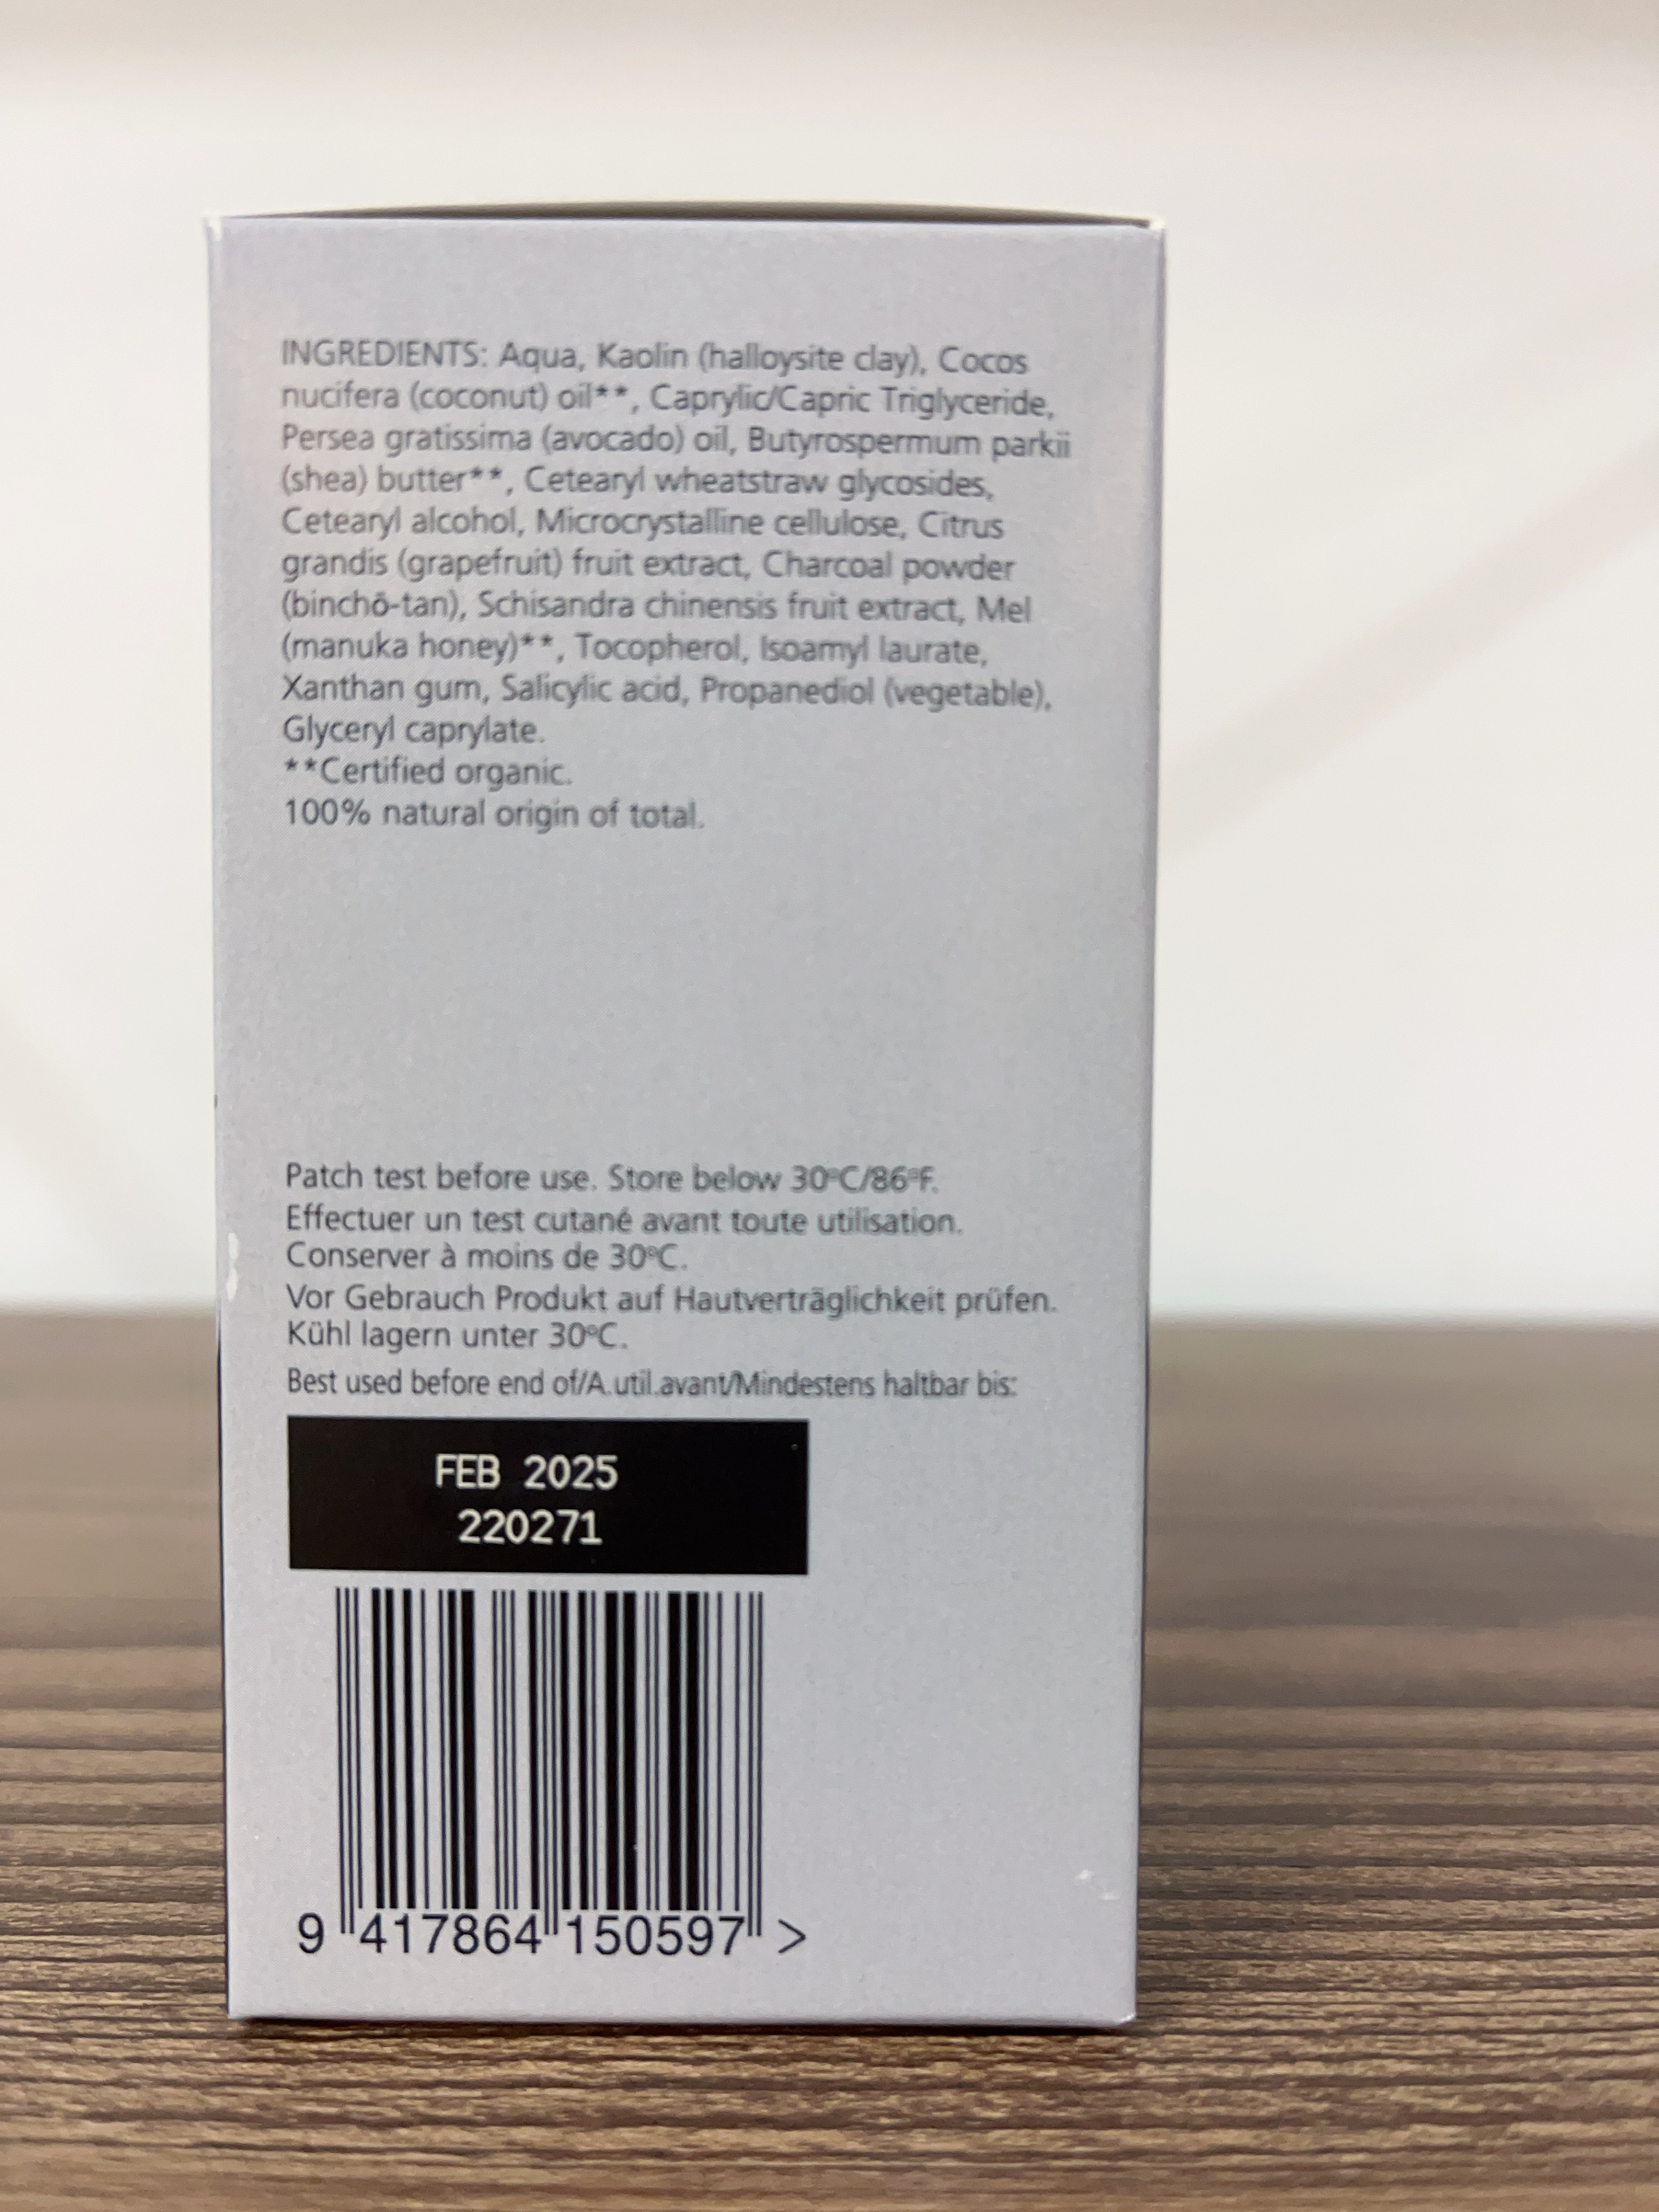 INGREDIENTS: Aqua, Kaolin (halloysite clay), Cocos
nucifera (coconut) oil**, Caprylic/Capric Triglyceride,
Persea gratissima (avocado) oil, Butyrospermum parkii
(shea) butter**, Cetearyl wheatstraw glycosides,
Cetearyl alcohol, Microcrystalline cellulose, Citrus
grandis (grapefruit) fruit extract, Charcoal powder
(binchō-tan), Schisandra chinensis fruit extract, Mel
(manuka honey)**, Tocopherol, Isoamyl laurate,
Xanthan gum, Salicylic acid, Propanediol (vegetable),
Glyceryl caprylate.
**Certified organic.
100% natural origin of total.
Patch test before use. Store below 30ºC/86ºF.
Effectuer un test cutané avant toute utilisation.
Conserver à moins de 30ºC.
Vor Gebrauch Produkt auf Hautverträglichkeit prüfen.
Kühl lagern unter 30ºC.
Best used before end of/A.util.avant/Mindestens haltbar bis:
FEB 2025
220271
9 417864 150597 >